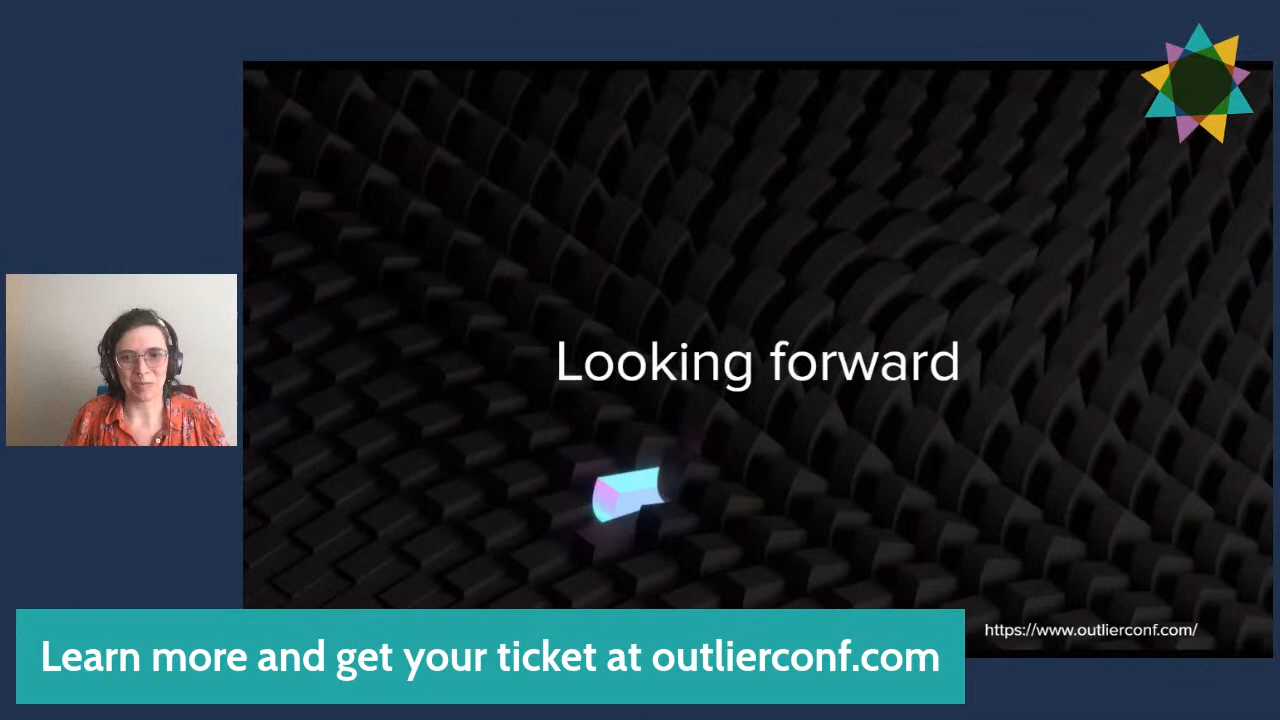 Looking forward
https://www.outlierconf.com/
Learn more and get your ticket at outlierconf.com